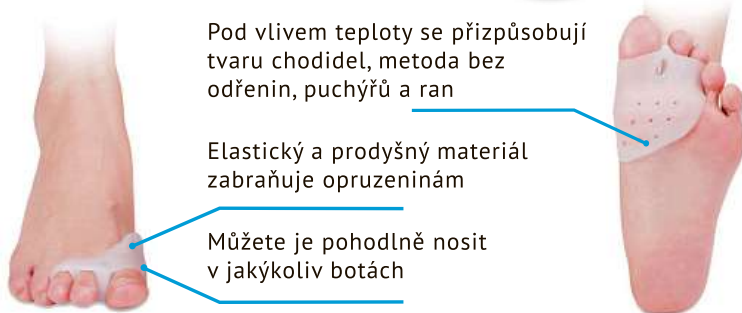 Pod vlivem teploty se přizpůsobují
tvaru chodidel, metoda bez
odřenin, puchýřů a ran
Elastický a prodyšný materiál
zabraňuje opruzeninám
Můžete je pohodlně nosit
v jakýkoliv botách